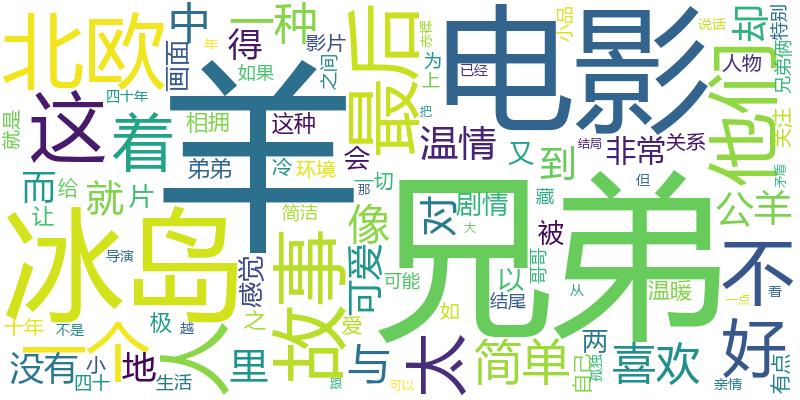 北欧
中
一种
得
影片
画面
之间
年
如果
最后
赤裸
为
上
电影
小品
说话
却
特别
他们
兄弟俩
人物
关注
就是
这
四十年
着
相拥
这种
羊
弟弟
冷
环境
会
温情
已经
把
又
到
非常
结局
关系
矛盾
而
给
让
就
片
简洁
那
一切
像
对
剧情
藏
被
但
公羊
冰岛
导演
感觉
故事
可爱
可能
大
以
哥哥
兄弟
结尾
从
温暖
不
一点
看
十年
不是
极
越
之
爱
如
与
太
简单
两
自己
孤独
喜欢
好
有点
一个
没有
小
四十
地
生活
人
里
跟
可以
亲情